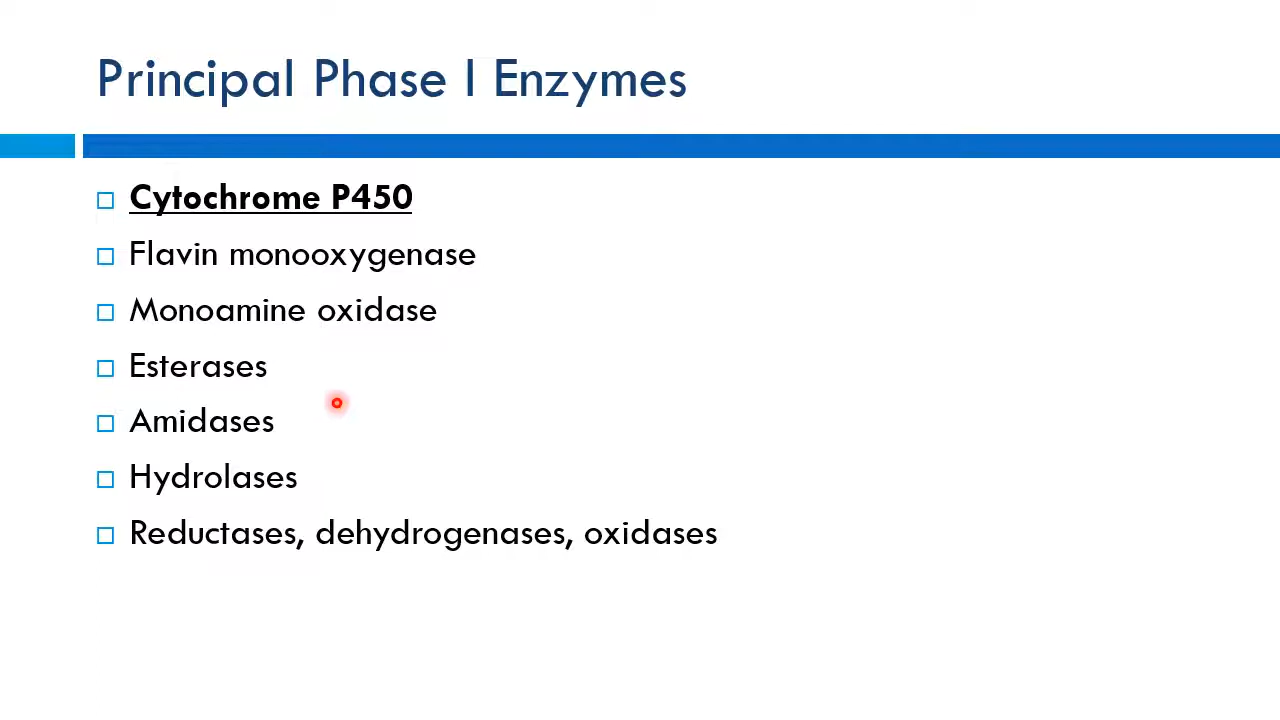 Principal Phase I Enzymes
Cytochrome P450
Flavin monooxygenase
Monoamine oxidase
Esterases
Amidases
Hydrolases
Reductases, dehydrogenases, oxidases